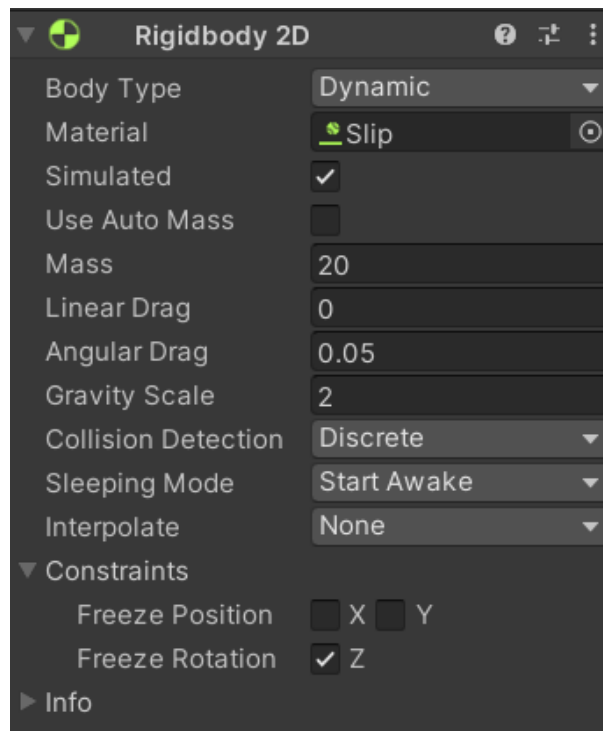 Rigidbody 2D
Body Type Dynamic
Material Slip
Simulated
Use Auto Mass
Mass 20
Linear Drag 0
Angular Drag 0.05
Gravity Scale 2
Collision Detection Discrete
Sleeping Mode Start Awake
Interpolate None
Constraints
Freeze Position X Y
Freeze Rotation Z
Info